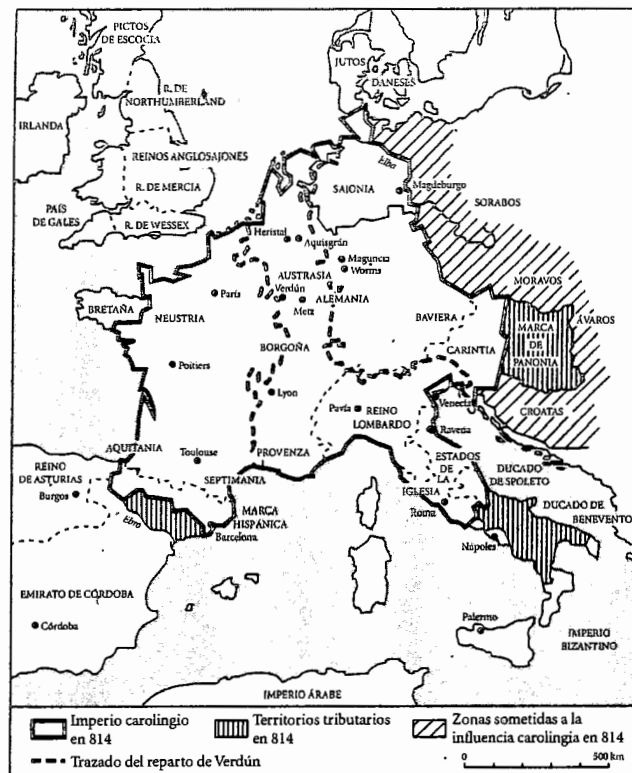 PICTOS
DE ESCOCIA
JUTOS
DANESES
R. DE
NORTHUMBERLAND
IRLANDA
REINOS ANGLOSAJONES
R. DE MERCIA
PAÍS
DE GALES
R. DE WESSEX
Elba
SAJONIA
Magdeburgo
SORABOS
Heristal
Aquisgrán
Maguncia
Worms
AUSTRASIA
Verdún
ALEMANIA
Metz
MORAVOS
París
BRETAÑA
NEUSTRIA
BAVIERA
MARCA
DE
PANONIA
ÁVAROS
BORGOÑA
CARINTIA
Poitiers
Lyon
Venecia
CROATAS
Pavía
REINO
LOMBARDO
Ravena
AQUITANIA
Toulouse
PROVENZA
ESTADOS
DE LA
IGLESIA
DUCADO
DE SPOLETO
REINO
DE ASTURIAS
SEPTIMANIA
Burgos
MARCA
HISPÁNICA
Roma
DUCADO DE
BENEVENTO
Ebro
Barcelona
Nápoles
EMIRATO DE CÓRDOBA
Córdoba
Palermo
IMPERIO
BIZANTINO
IMPERIO ÁRABE
Imperio carolingio
en 814
Territorios tributarios
en 814
Zonas sometidas a la
influencia carolingia en 814
Trazado del reparto de Verdún
0 500 km